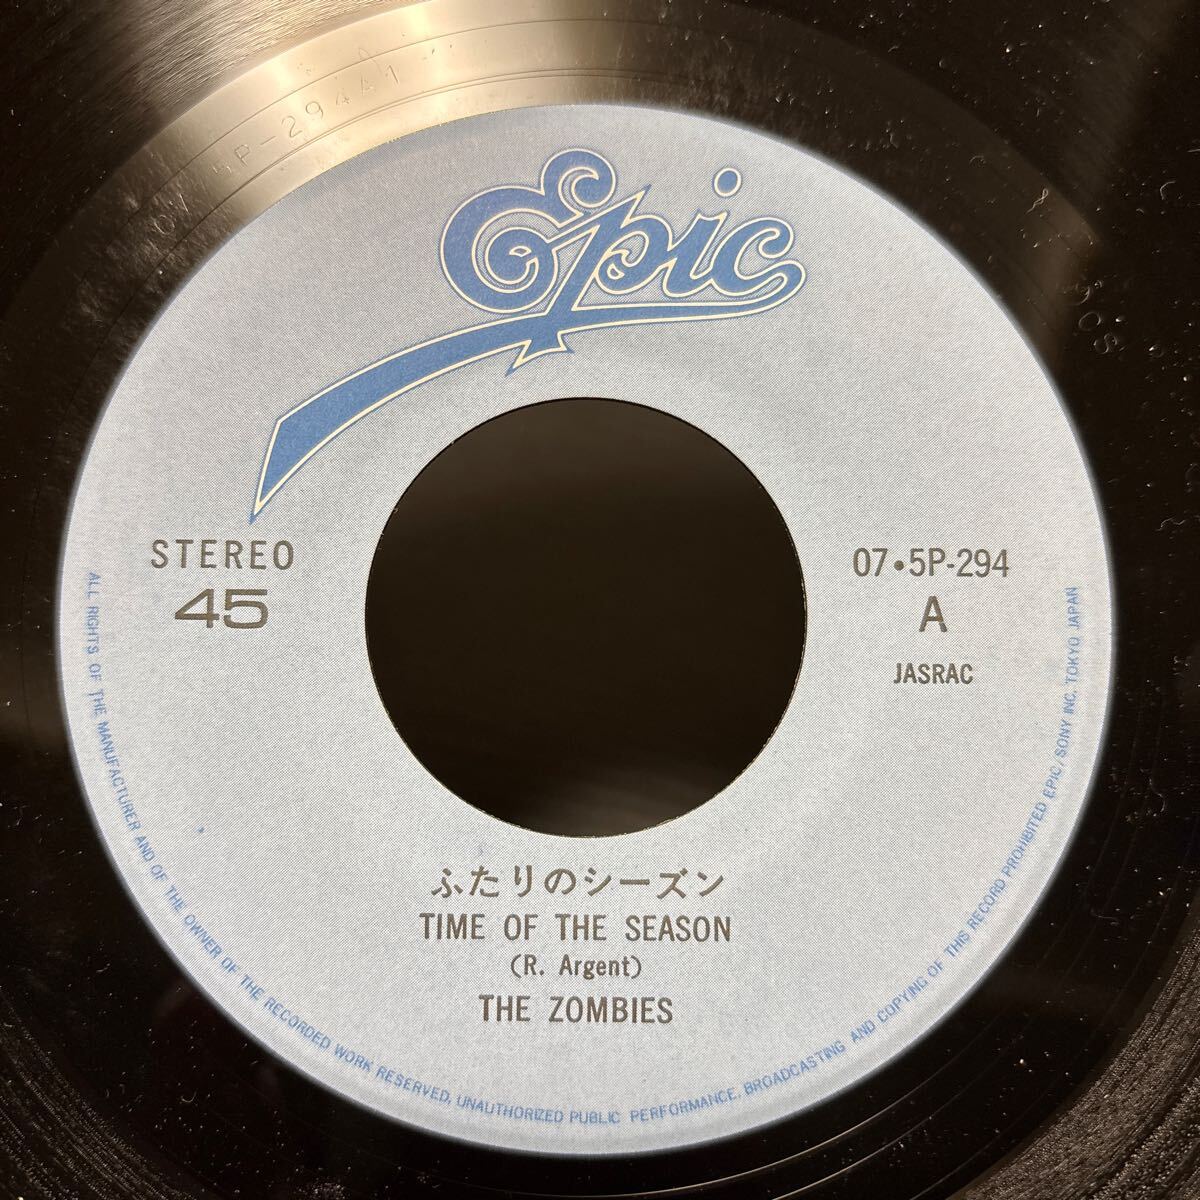 P-29441
Epic
STEREO
45
07・5P-294
A
JASRAC
ふたりのシーズン
TIME OF THE SEASON
(R. Argent)
THE ZOMBIES
ALL RIGHTS OF THE MANUFACTURER AND OF THE OWNER OF THE RECORDED WORK RESERVED, UNAUTHORIZED PUBLIC PERFORMANCE, BROADCASTING AND COPYING OF THIS RECORD PROHIBITED EPIC/SONY INC. TOKYO JAPAN